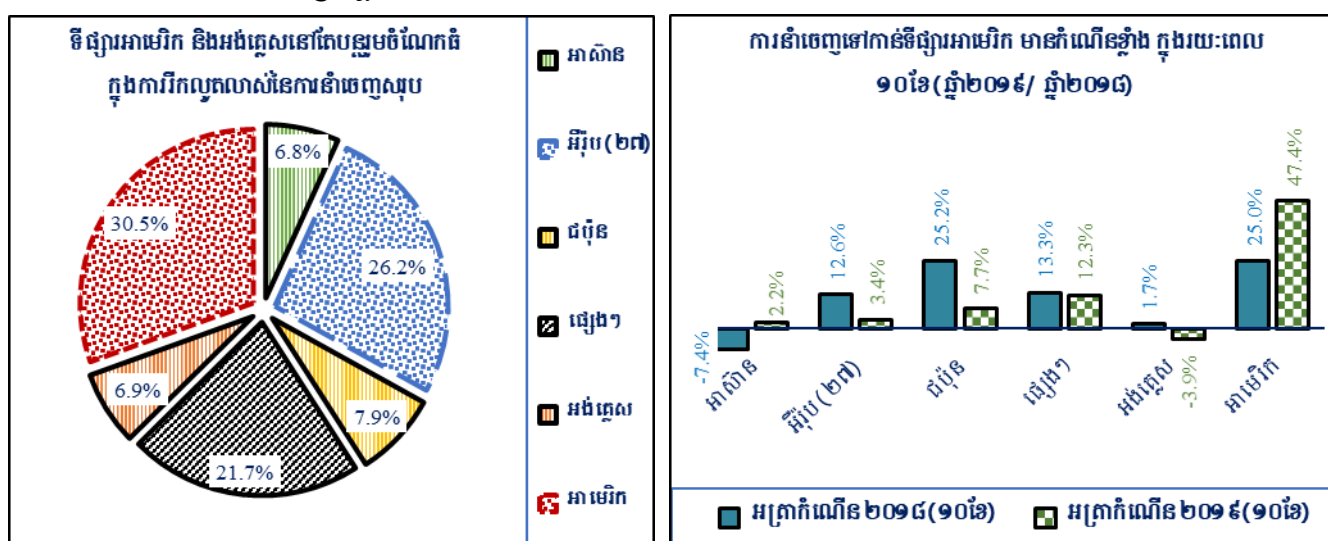 ទីផ្សារអាមេរិក និងអង់គ្លេសនៅតែបន្សូមចំណែកធំ
ក្នុងការរីកលូតលាស់នៃការនាំចេញសរុប
6.8%
26.2%
7.9%
21.7%
6.9%
30.5%
អាស៊ាន
អឺរ៉ុប (២៧)
ជប៉ុន
ផ្សេងៗ
អង់គ្លេស
អាមេរិក
ការនាំចេញទៅកាន់ទីផ្សារអាមេរិក មានកំណើនខ្លាំង ក្នុងរយៈពេល
១០ខែ(ឆ្នាំ២០១៩/ ឆ្នាំ២០១៨)
-7.4%
2.2%
12.6%
3.4%
25.2%
7.7%
13.3%
12.3%
1.7%
-3.9%
25.0%
47.4%
អាស៊ាន
អឺរ៉ុប (២៧)
ជប៉ុន
ផ្សេងៗ
អង់គ្លេស
អាមេរិក
អត្រាកំណើន២០១៨(១០ខែ)
អត្រាកំណើន២០១៩(១០ខែ)